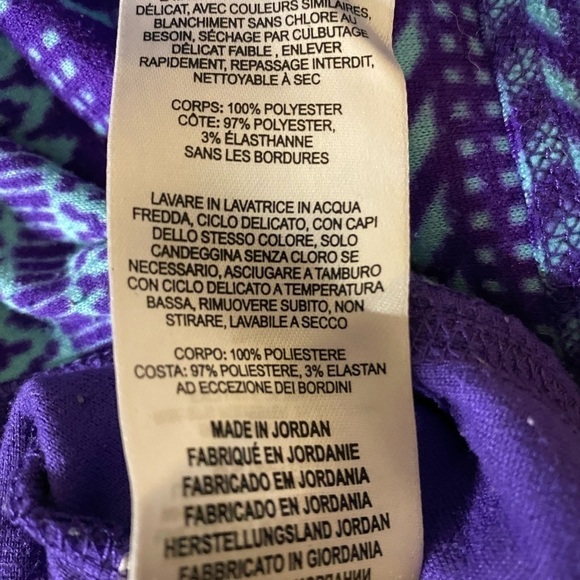 DÉLICAT, AVEC COULEURS SIMILAIRES,
BLANCHIMENT SANS CHLORE AU
BESOIN, SÉCHAGE PAR CULBUTAGE
DÉLICAT FAIBLE, ENLEVER
RAPIDEMENT, REPASSAGE INTERDIT,
NETTOYABLE À SEC
CORPS: 100% POLYESTER
CÔTE: 97% POLYESTER,
3% ÉLASTHANNE
SANS LES BORDURES
LAVARE IN LAVATRICE IN ACQUA
FREDDA, CICLO DELICATO, CON CAPI
DELLO STESSO COLORE, SOLO
CANDEGGINA SENZA CLORO SE
NECESSARIO, ASCIUGARE A TAMBURO
CON CICLO DELICATO A TEMPERATURA
BASSA, RIMUOVERE SUBITO, NON
STIRARE, LAVABILE A SECCO
CORPO: 100% POLIESTERE
COSTA: 97% POLIESTERE, 3% ELASTAN
AD ECCEZIONE DEI BORDINI
MADE IN JORDAN
FABRIQUÉ EN JORDANIE
FABRICADO EM JORDANIA
FABRICADO EN JORDANIA
HERSTELLUNGSLAND JORDAN
FABBRICATO IN GIORDANIA